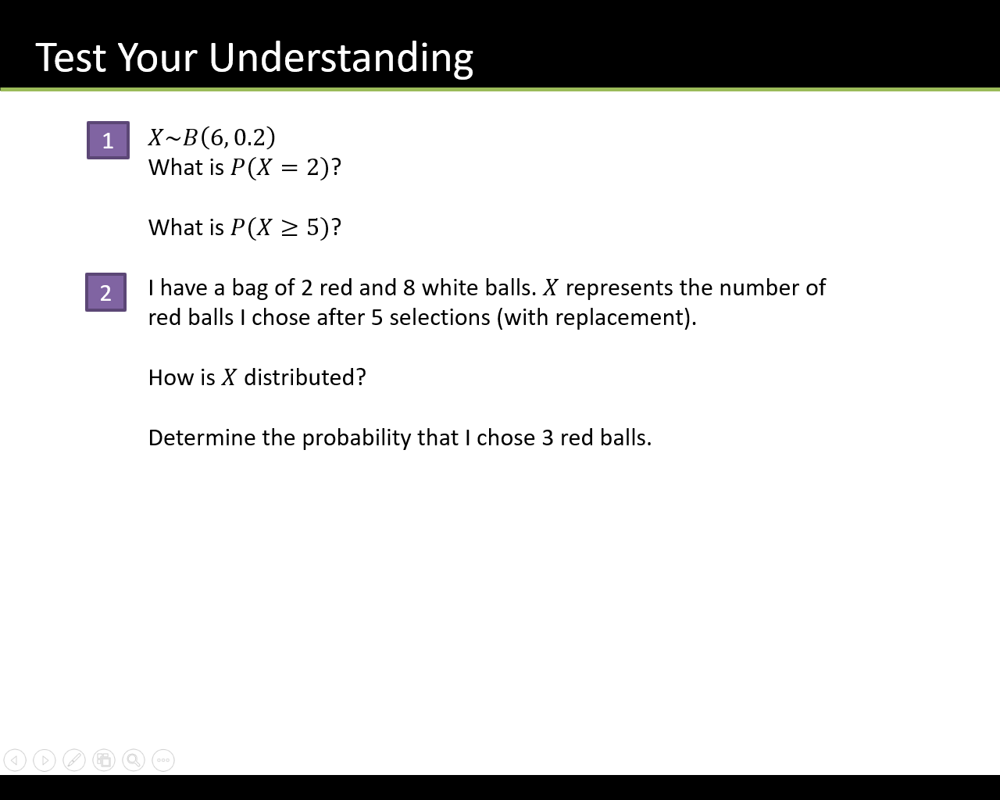 Test Your Understanding
1
X~B(6, 0.2)
What is P(X = 2)?
What is P(X ≥ 5)?
2
I have a bag of 2 red and 8 white balls. X represents the number of
red balls I chose after 5 selections (with replacement).
How is X distributed?
Determine the probability that I chose 3 red balls.